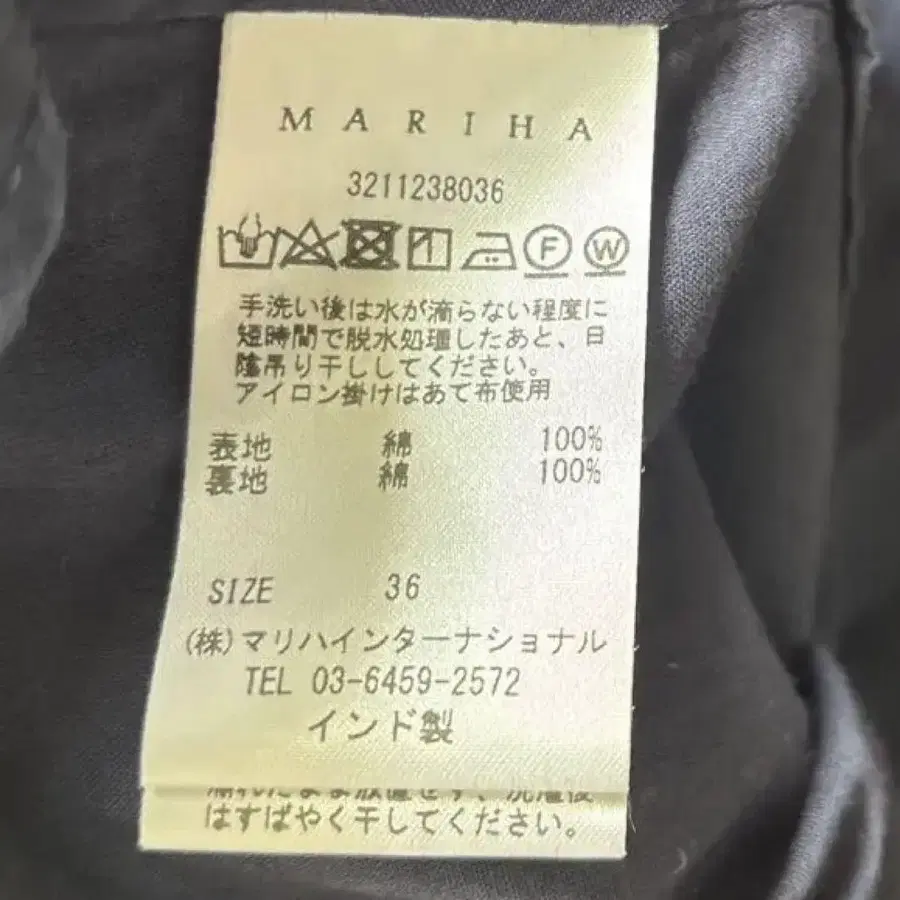 MARIHA
3211238036
F W
手洗い後は水が滴らない程度に
短時間で脱水処理したあと、日
陰吊り干ししてください。
アイロン掛けはあて布使用
表地 綿 100%
裏地 綿 100%
SIZE 36
(株)マリハインターナショナル
TEL 03-6459-2572
インド製
はすばやく干してください。